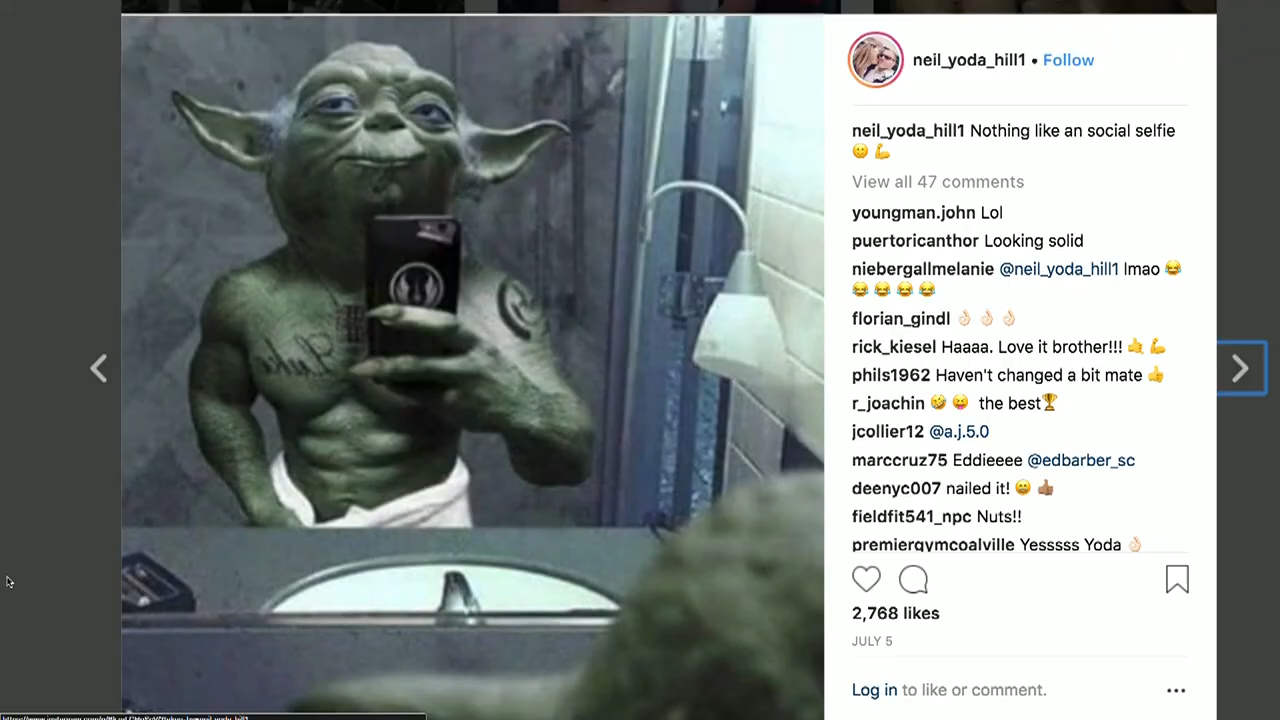 neil_yoda_hill1 • Follow
neil_yoda_hill1 Nothing like an social selfie
🙂 💪
View all 47 comments
youngman.john Lol
puertoricanthor Looking solid
niebergallmelanie @neil_yoda_hill1 lmao 😂
😂 😂 😂 😂
florian_gindl 👌🏻 👌🏻 👌🏻
rick_kiesel Haaaa. Love it brother!!! 🤙 💪
phils1962 Haven't changed a bit mate 👍
r_joachin 🤣 😝 the best🏆
jcollier12 @a.j.5.0
marccruz75 Eddieeee @edbarber_sc
deenyc007 nailed it! 😄 👍🏽
fieldfit541_npc Nuts!!
premiergymcoalville Yesssss Yoda 👌🏻
2,768 likes
JULY 5
Log in to like or comment.